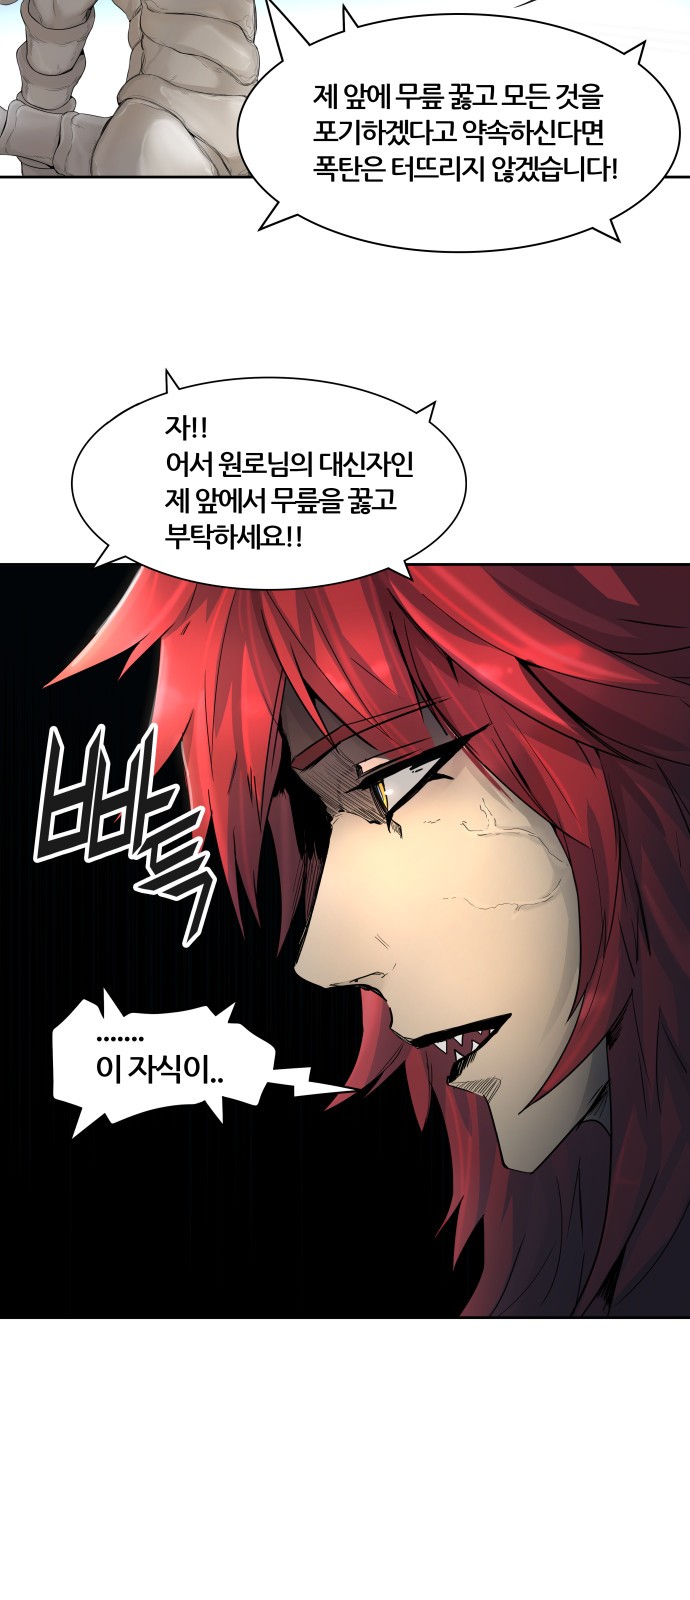 제 앞에 무릎 꿇고 모든 것을
포기하겠다고 약속하신다면
폭탄은 터뜨리지 않겠습니다!
자!!
어서 원로님의 대신자인
제 앞에서 무릎을 꿇고
부탁하세요!!
빠득
.......
이 자식이..